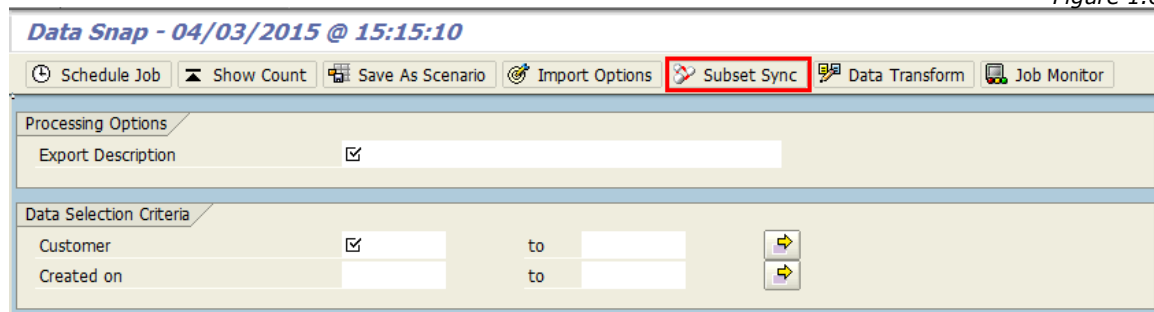 Data Snap - 04/03/2015 @ 15:15:10
Schedule Job Show Count Save As Scenario Import Options Subset Sync Data Transform Job Monitor
Processing Options
Export Description
Data Selection Criteria
Customer to
Created on to